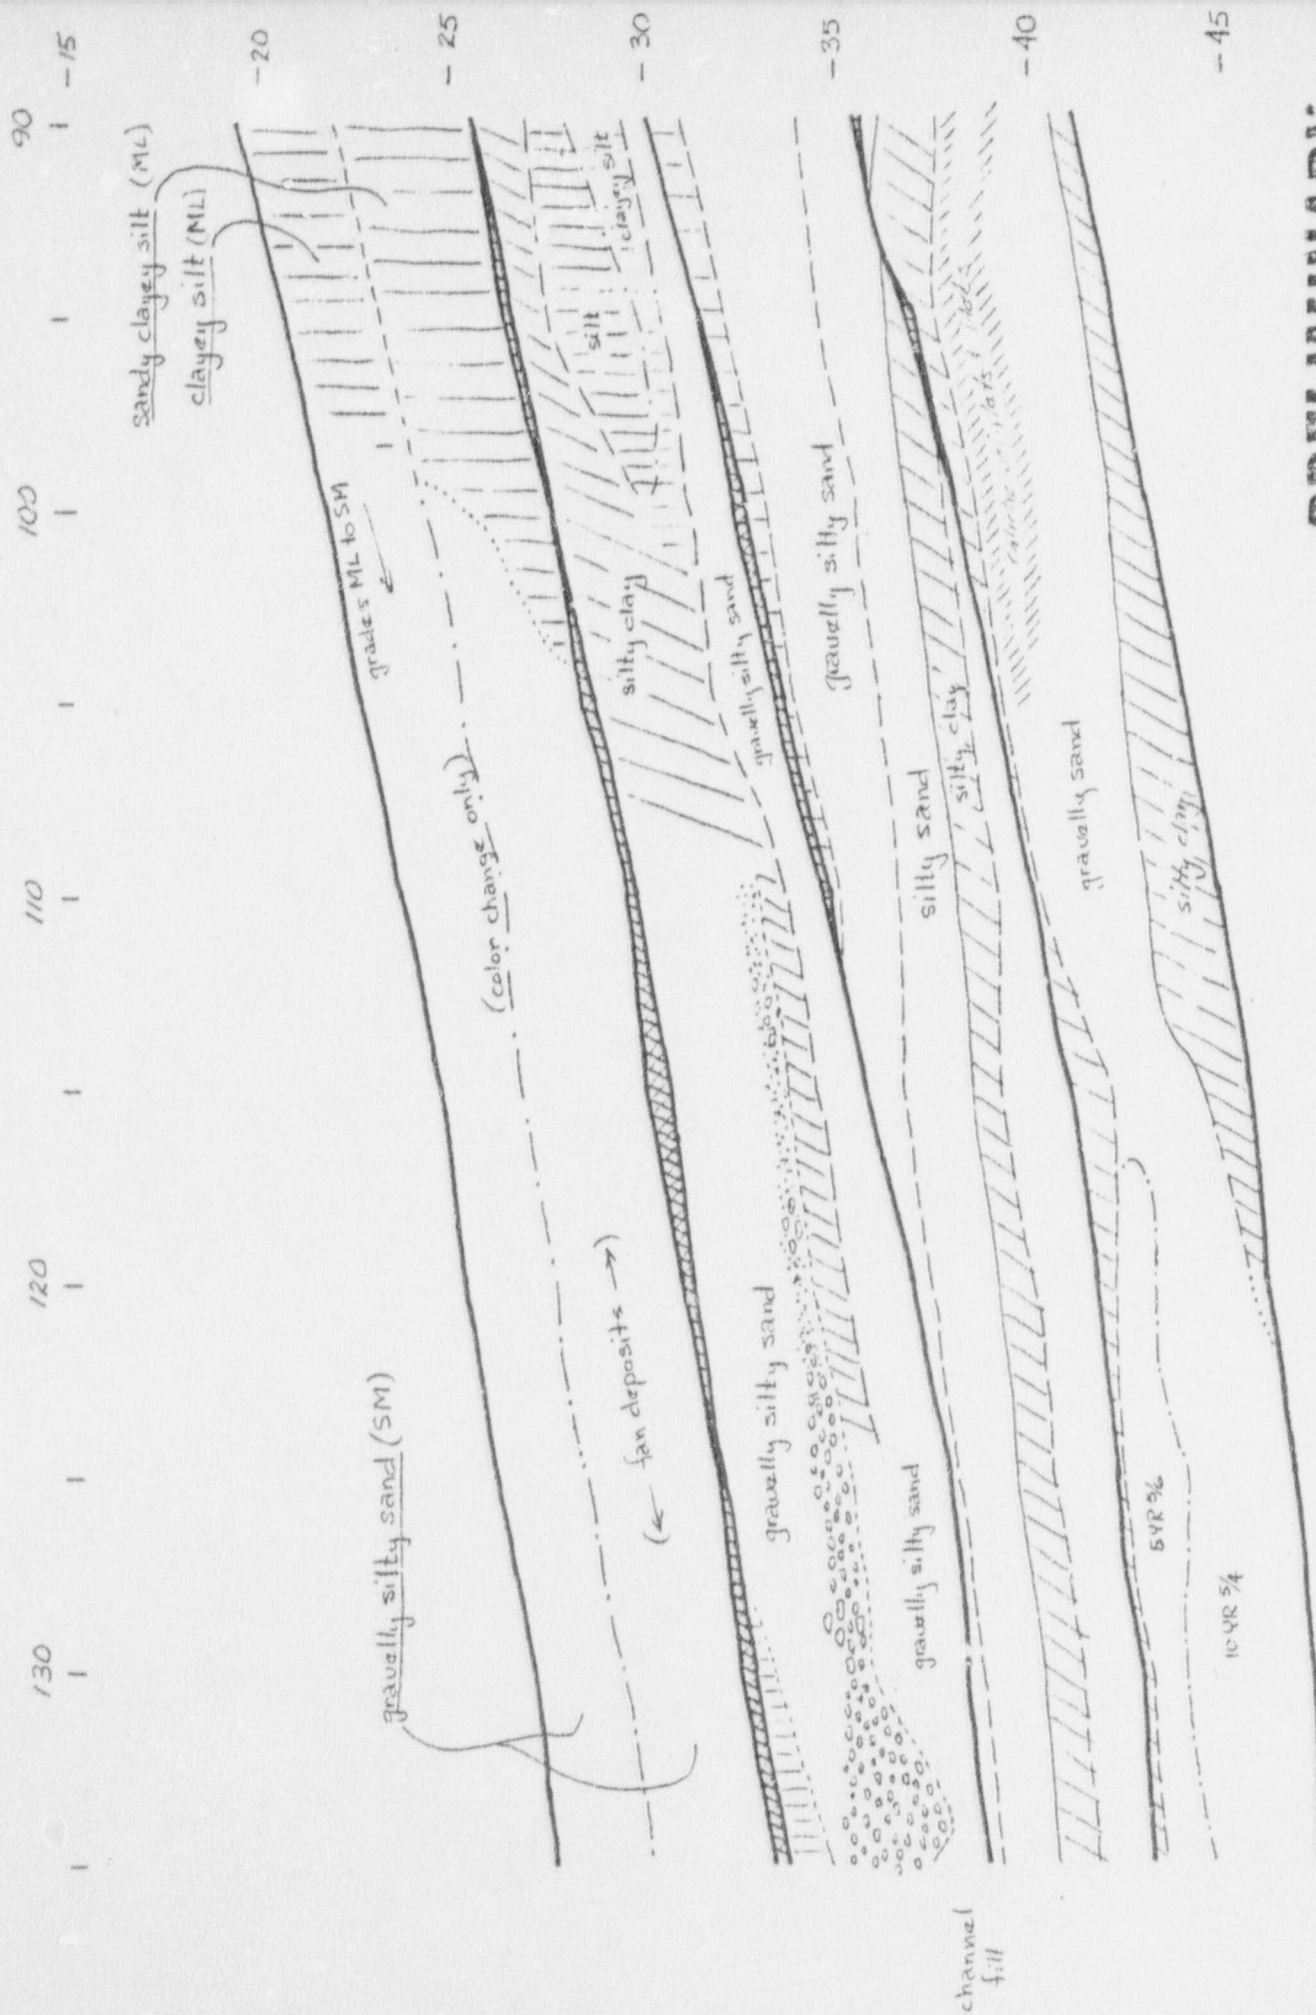 90
100
110
120
130
-15
-20
-25
-30
-35
-40
-45
sandy clayey silt (ML)
clayey silt (ML)
grades ML to SM
(color change only)
gravelly silty sand (SM)
(← fan deposits →)
silt
clayey silt
silty clay
gravelly silty sand
gravelly silty sand
gravelly silty sand
gravelly silty sand
silty sand
silty clay
gravelly sand
silty clay
5YR 5/6
10YR 5/4
channel
fill